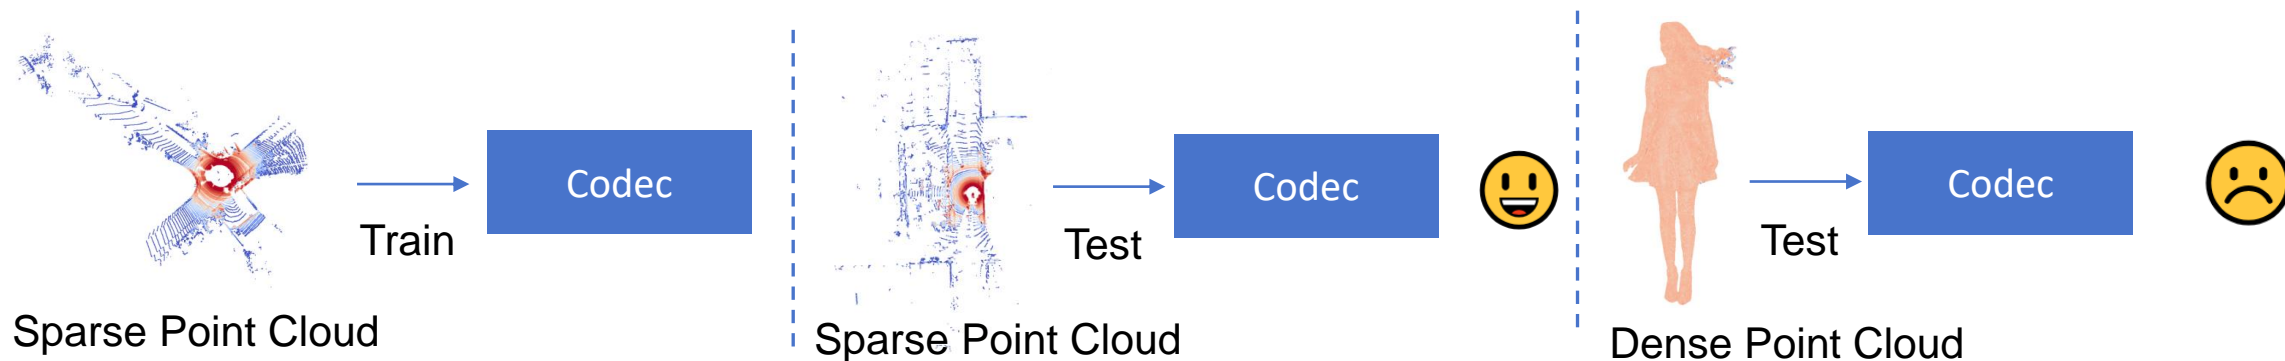 Codec
Train
Sparse Point Cloud
Codec
Test
Sparse Point Cloud
Codec
Test
Dense Point Cloud